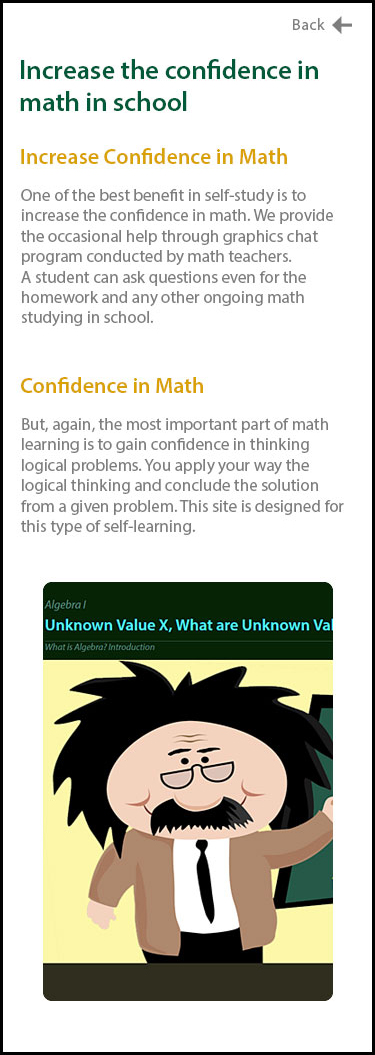 Back
Increase the confidence in
math in school
Increase Confidence in Math
One of the best benefit in self-study is to
increase the confidence in math. We provide
the occasional help through graphics chat
program conducted by math teachers.
A student can ask questions even for the
homework and any other ongoing math
studying in school.
Confidence in Math
But, again, the most important part of math
learning is to gain confidence in thinking
logical problems. You apply your way the
logical thinking and conclude the solution
from a given problem. This site is designed for
this type of self-learning.
Algebra I
Unknown Value X, What are Unknown Val
What is Algebra? Introduction